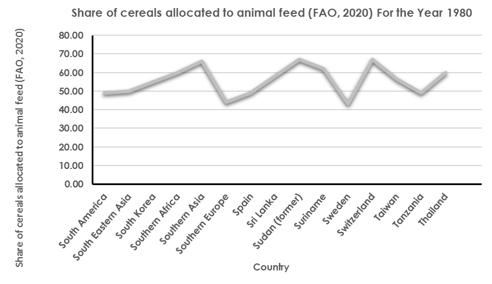 Share of cereals allocated to animal feed (FAO, 2020) For the Year 1980
Share of cereals allocated to animal feed (FAO, 2020)
80.00
70.00
60.00
50.00
40.00
30.00
20.00
10.00
0.00
South America
South Eastern Asia
South Korea
Southern Africa
Southern Asia
Southern Europe
Spain
Sri Lanka
Sudan (former)
Suriname
Sweden
Switzerland
Taiwan
Tanzania
Thailand
Country